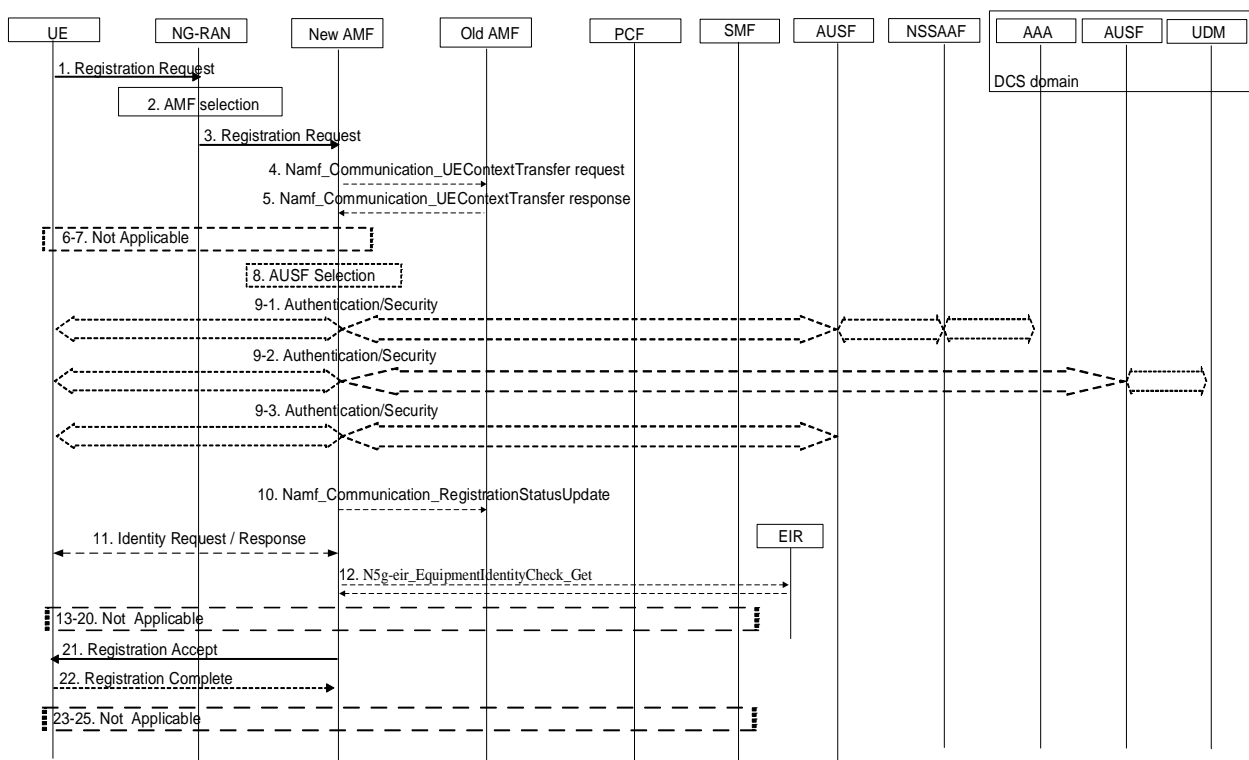 UE
NG-RAN
New AMF
Old AMF
PCF
SMF
AUSF
NSSAAF
AAA
AUSF
UDM
DCS domain
1. Registration Request
2. AMF selection
3. Registration Request
4. Namf_Communication_UEContextTransfer request
5. Namf_Communication_UEContextTransfer response
6-7. Not Applicable
8. AUSF Selection
9-1. Authentication/Security
9-2. Authentication/Security
9-3. Authentication/Security
10. Namf_Communication_RegistrationStatusUpdate
11. Identity Request / Response
EIR
12. N5g-eir_EquipmentIdentityCheck_Get
13-20. Not Applicable
21. Registration Accept
22. Registration Complete
23-25. Not Applicable